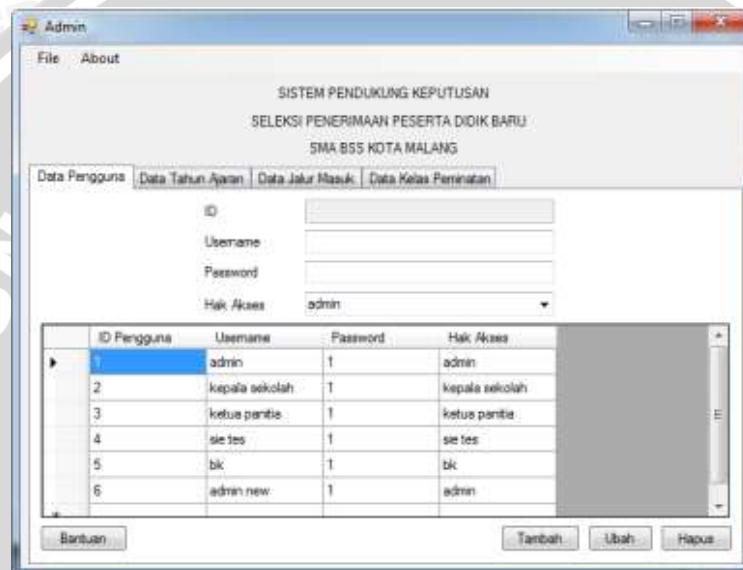 Admin
File About
SISTEM PENDUKUNG KEPUTUSAN
SELEKSI PENERIMAAN PESERTA DIDIK BARU
SMA BSS KOTA MALANG
Data Pengguna Data Tahun Ajaran Data Jalur Masuk Data Kelas Peminatan
ID
Username
Password
Hak Akses admin
ID Pengguna Username Password Hak Akses
1 admin 1 admin
2 kepala sekolah 1 kepala sekolah
3 ketua panitia 1 ketua panitia
4 sie tes 1 sie tes
5 bk 1 bk
6 admin new 1 admin
Bantuan Tambah Ubah Hapus